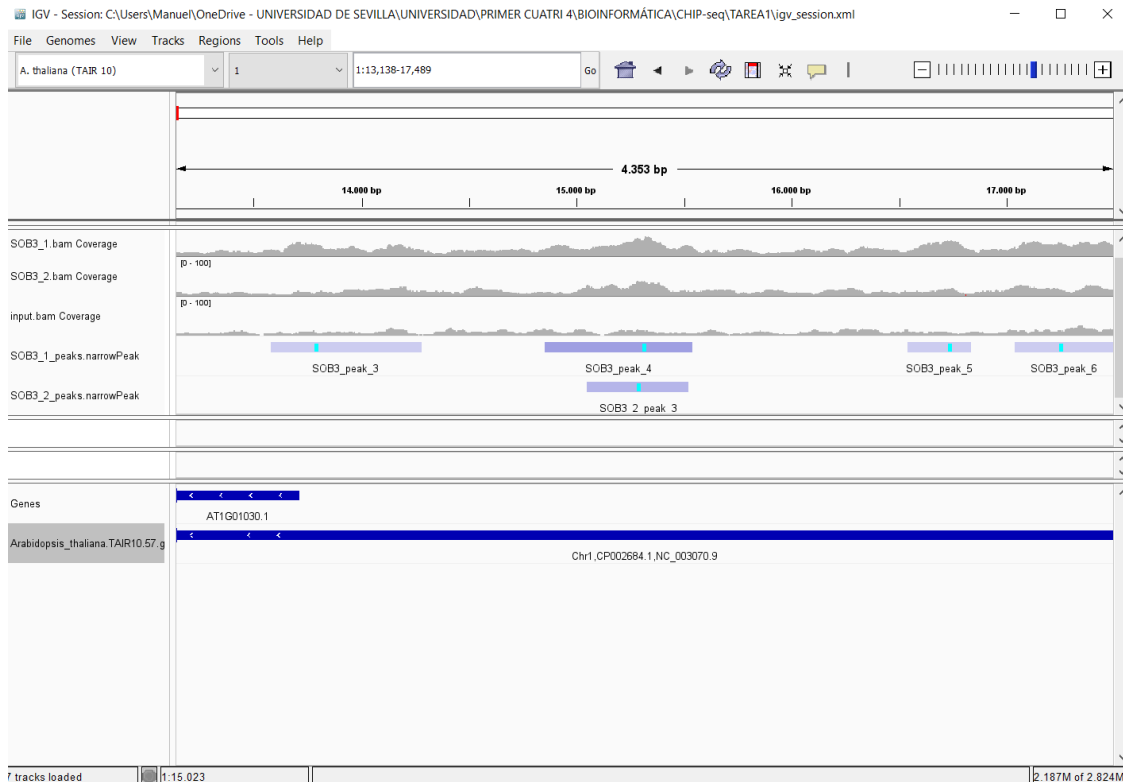 IGV - Session: C:\Users\Manuel\OneDrive - UNIVERSIDAD DE SEVILLA\UNIVERSIDAD\PRIMER CUATRI 4\BIOINFORMÁTICA\CHIP-seq\TAREA1\igv_session.xml
File Genomes View Tracks Regions Tools Help
A. thaliana (TAIR 10) 1 1:13,138-17,489 Go
4.353 bp
14.000 bp 15.000 bp 16.000 bp 17.000 bp
SOB3_1.bam Coverage
[0 - 100]
SOB3_2.bam Coverage
[0 - 100]
input.bam Coverage
SOB3_1_peaks.narrowPeak
SOB3_peak_3 SOB3_peak_4 SOB3_peak_5 SOB3_peak_6
SOB3_2_peaks.narrowPeak
SOB3_2_peak_3
Genes
AT1G01030.1
Arabidopsis_thaliana.TAIR10.57.g
Chr1,CP002684.1,NC_003070.9
7 tracks loaded 1:15.023 2.187M of 2.824M